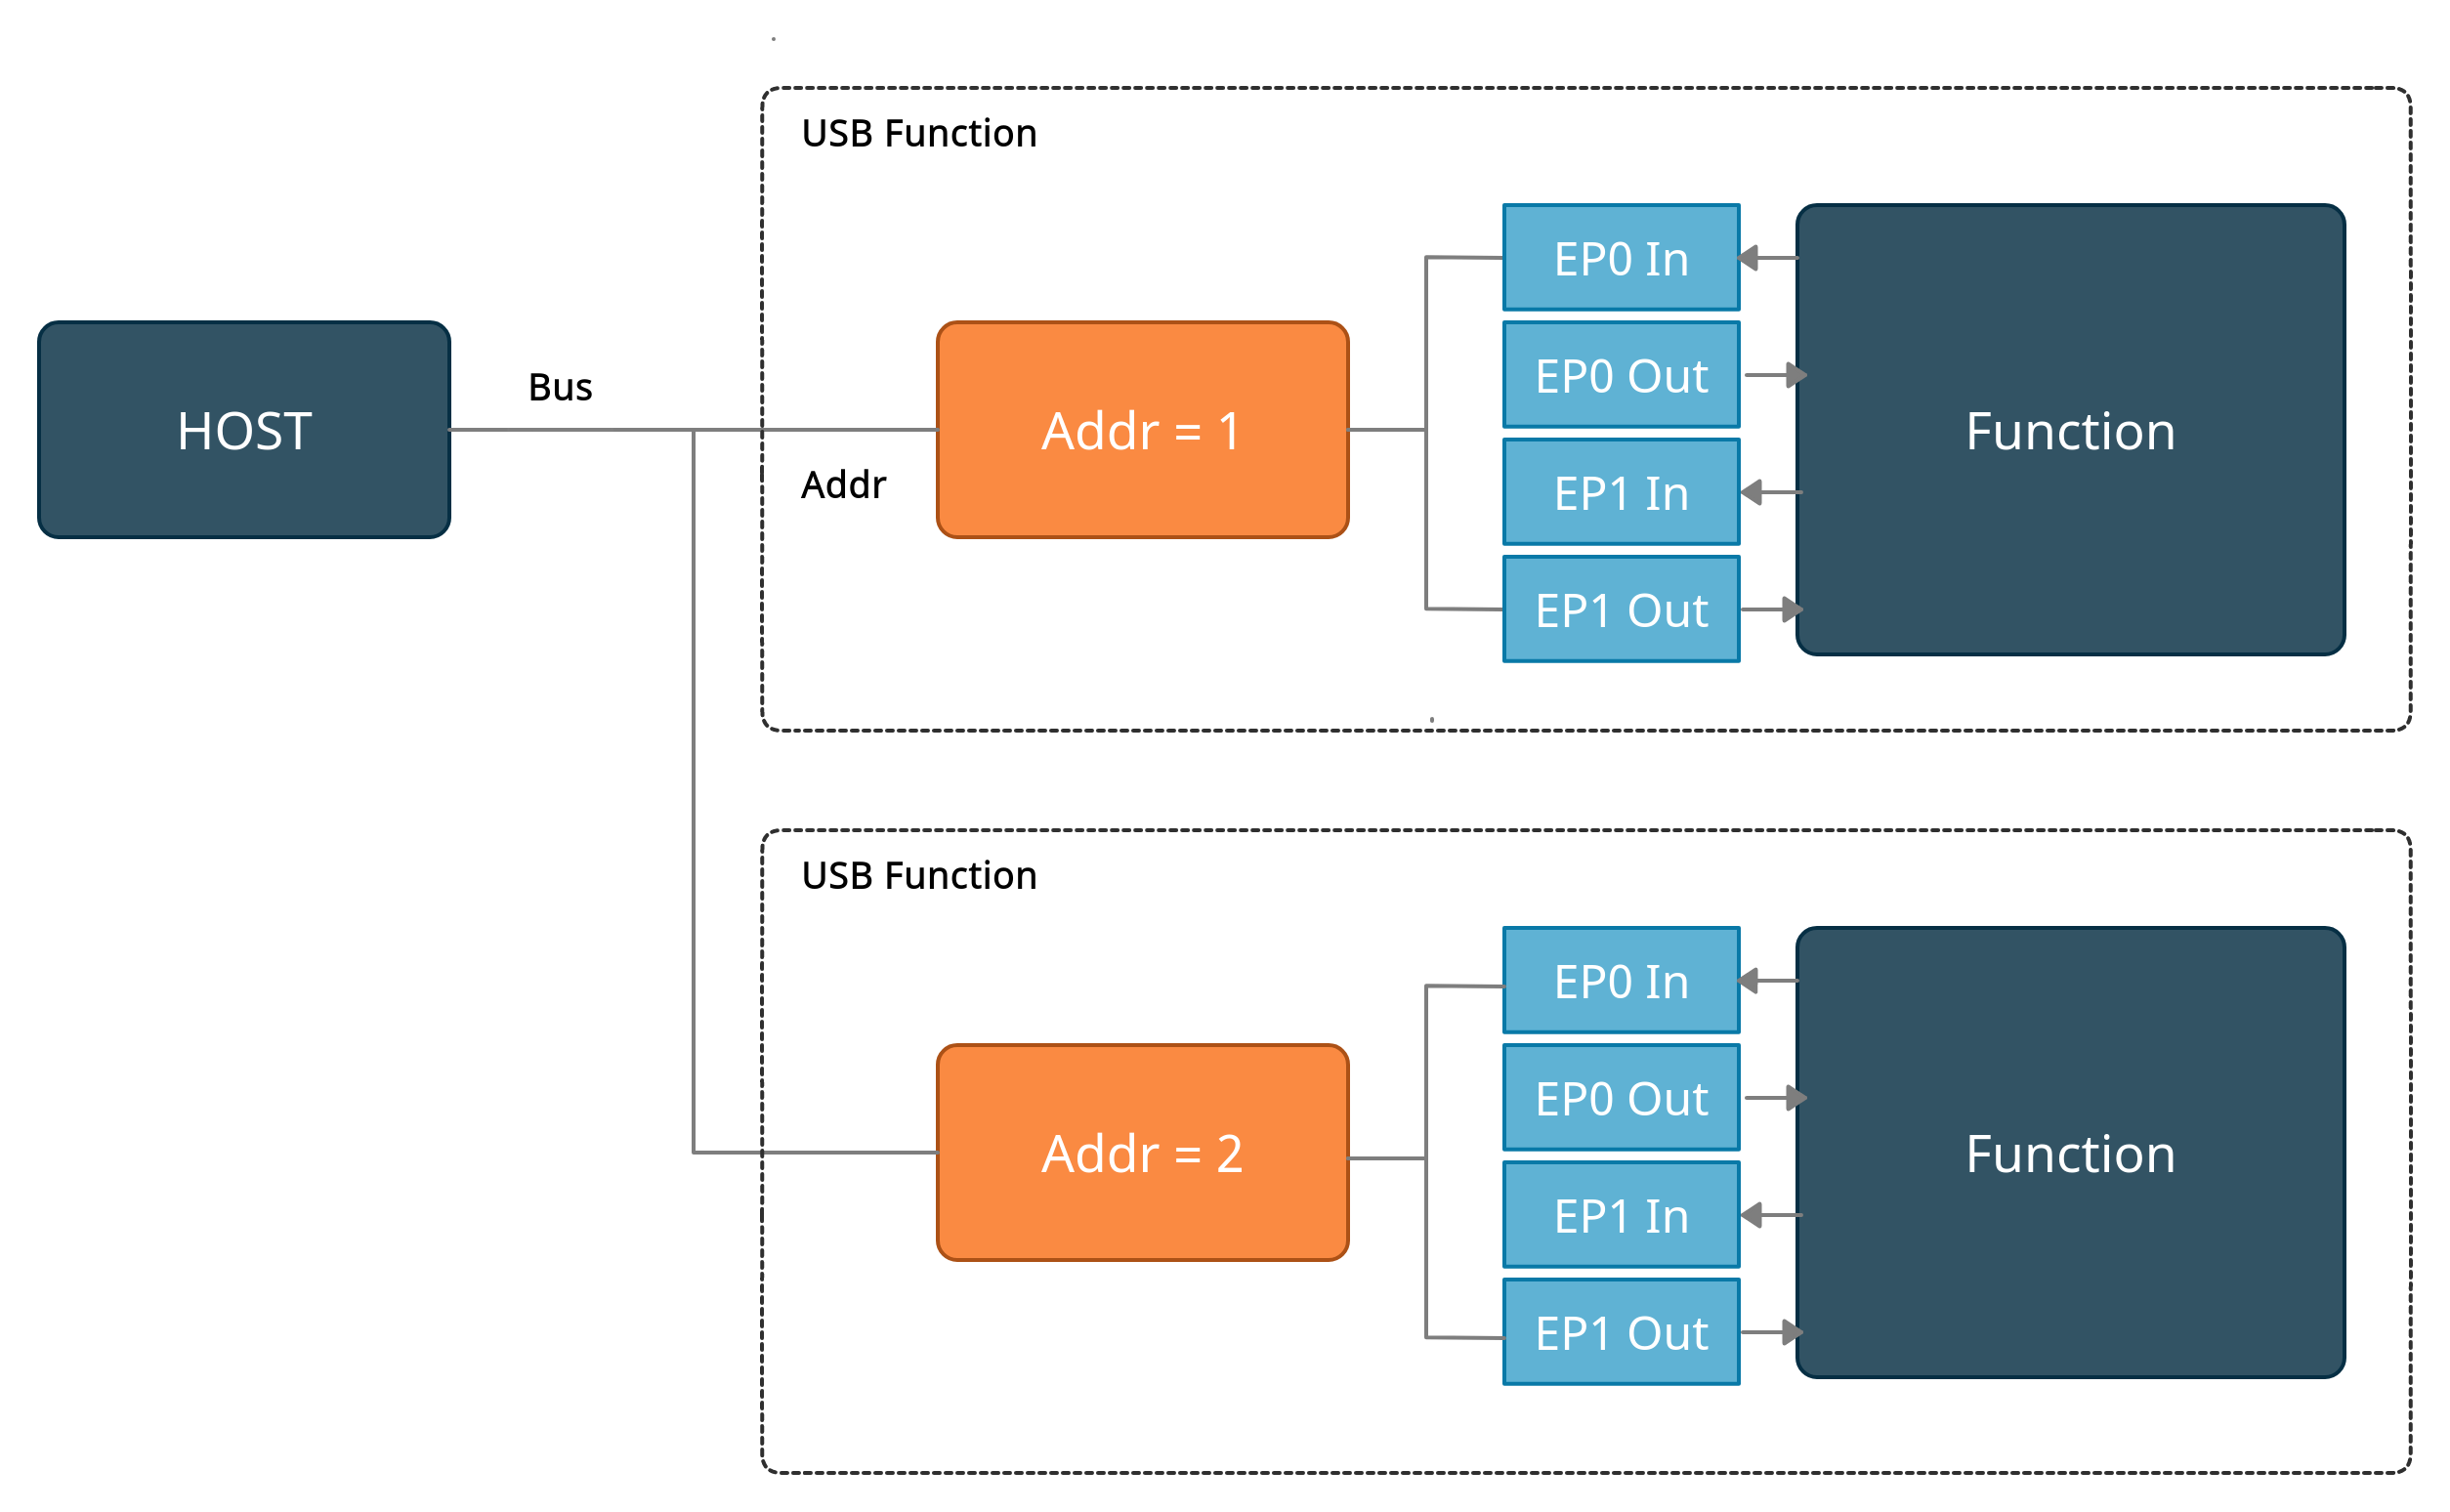 USB Function
HOST
Bus
Addr
Addr = 1
EP0 In
EP0 Out
EP1 In
EP1 Out
Function
USB Function
Addr = 2
EP0 In
EP0 Out
EP1 In
EP1 Out
Function